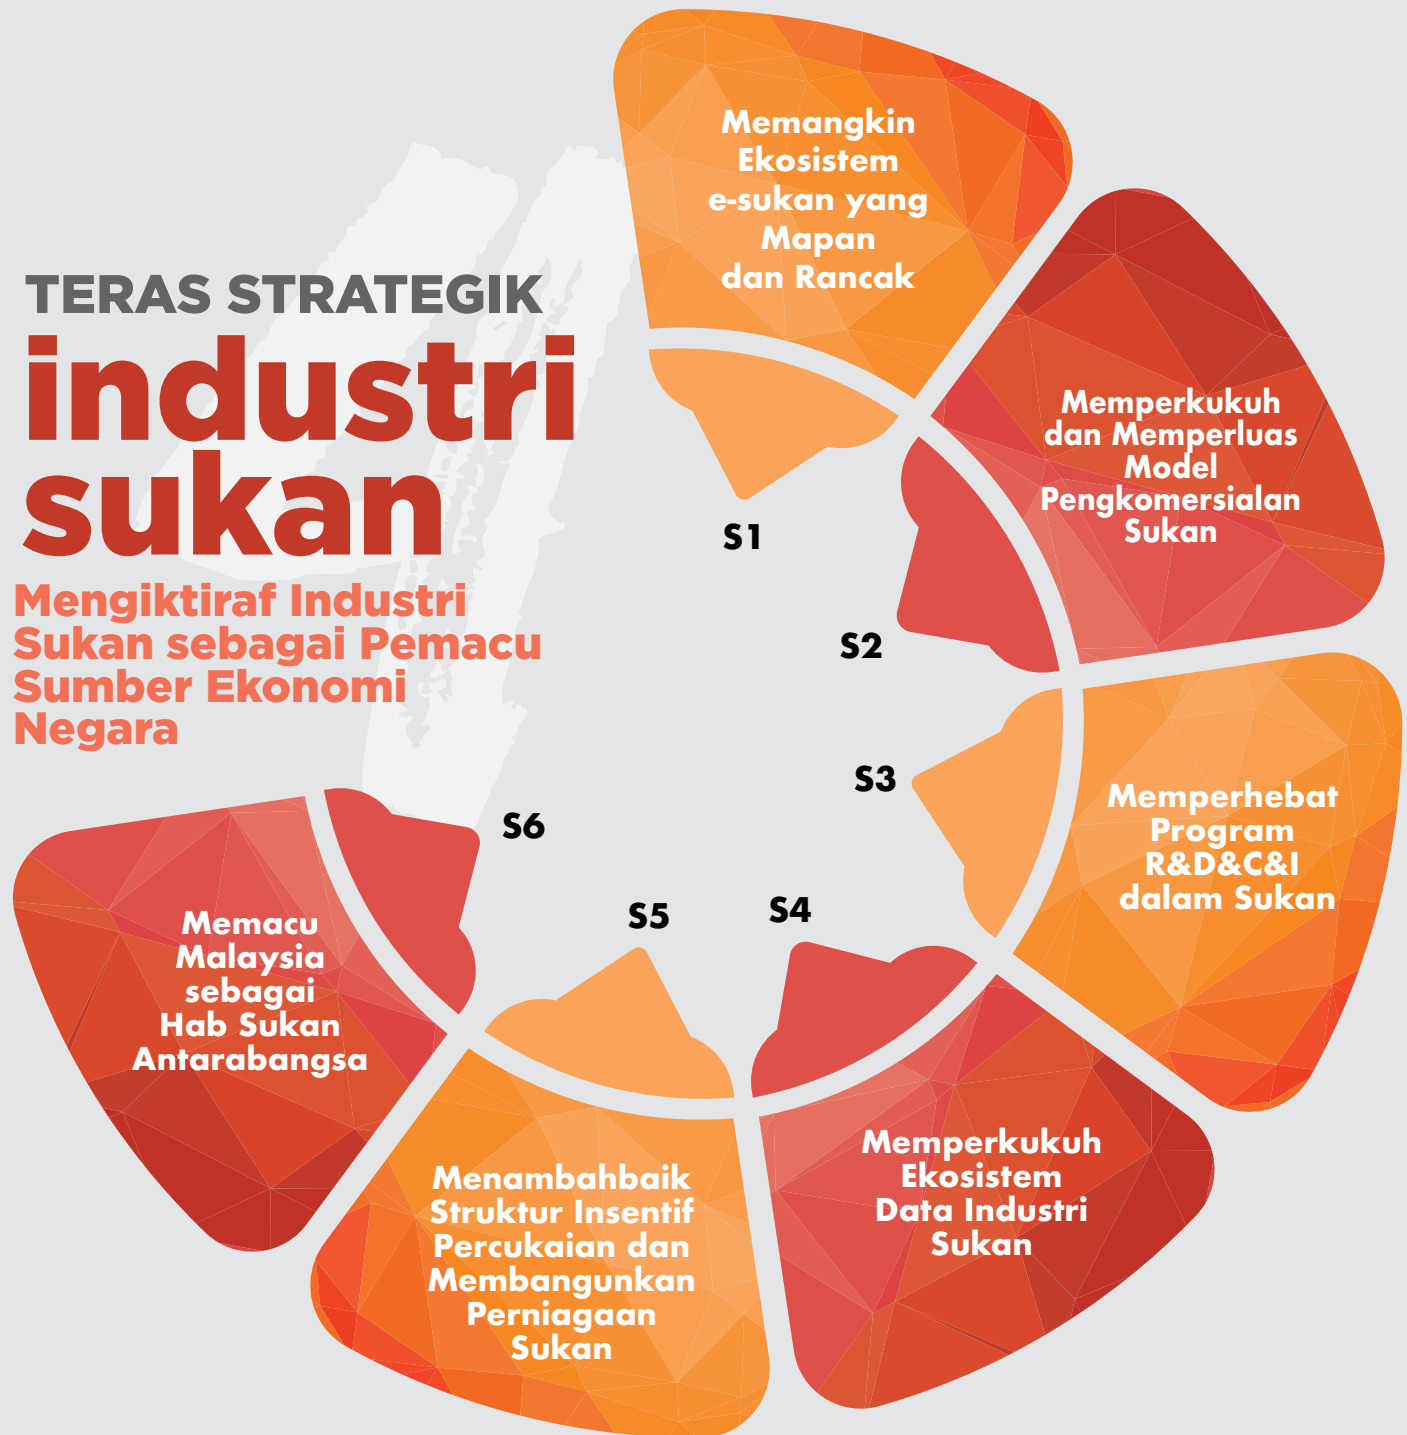 4
TERAS STRATEGIK
industri
sukan
Mengiktiraf Industri
Sukan sebagai Pemacu
Sumber Ekonomi
Negara
Memangkin
Ekosistem
e-sukan yang
Mapan
dan Rancak
S1
Memperkukuh
dan Memperluas
Model
Pengkomersialan
Sukan
S2
Memperhebat
Program
R&D&C&I
dalam Sukan
S3
Memperkukuh
Ekosistem
Data Industri
Sukan
S4
Menambahbaik
Struktur Insentif
Percukaian dan
Membangunkan
Perniagaan
Sukan
S5
Memacu
Malaysia
sebagai
Hab Sukan
Antarabangsa
S6